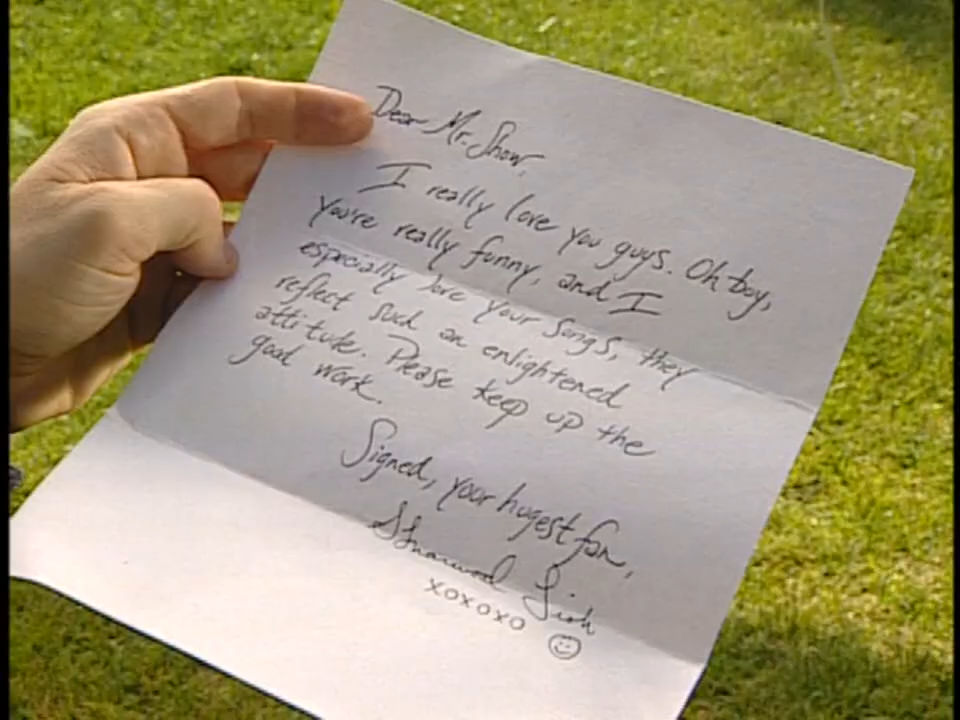 Dear Mr. Show,
I really love you guys. Oh boy,
you're really funny, and I
especially love your songs, they
reflect such an enlightened
attitude. Please keep up the
good work.
Signed, your hugest fan,
xoxoxo ☺